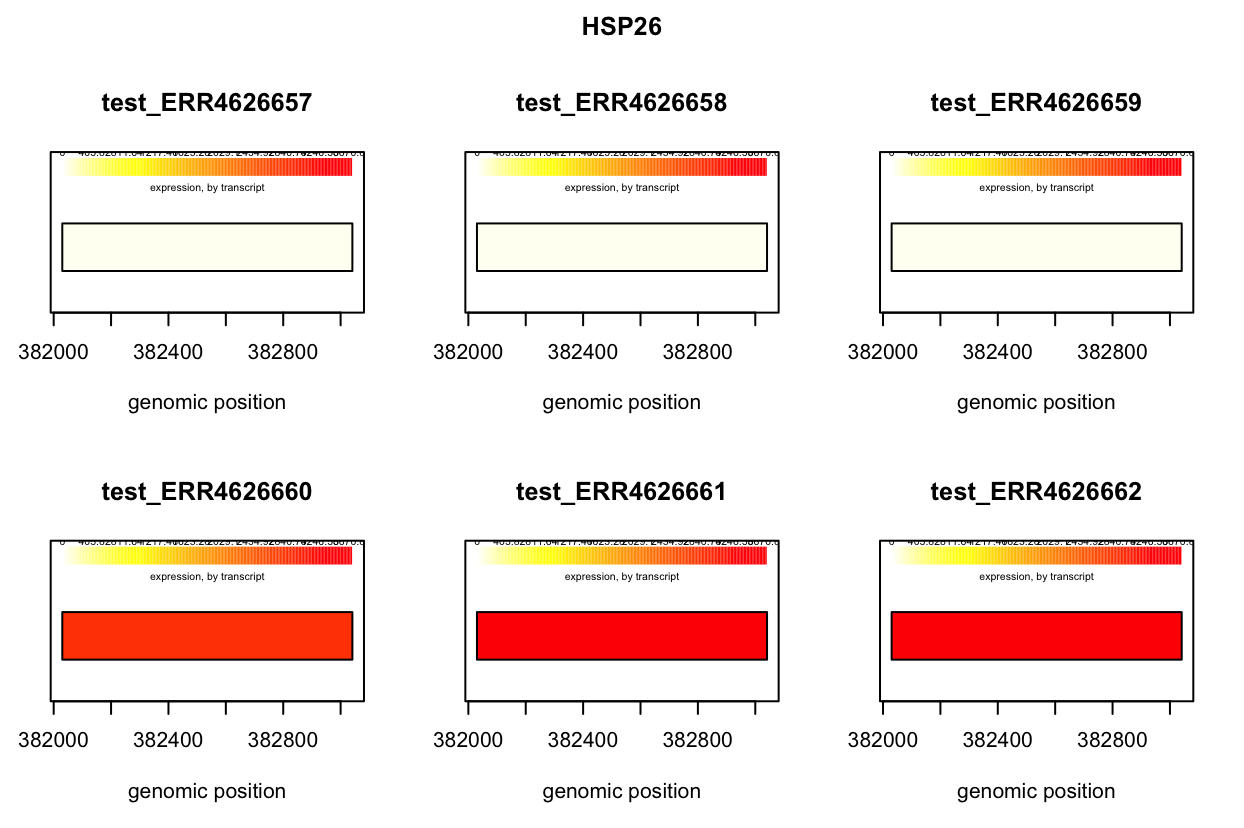 HSP26
test_ERR4626657
test_ERR4626658
test_ERR4626659
expression, by transcript
expression, by transcript
expression, by transcript
382000 382400 382800
382000 382400 382800
382000 382400 382800
genomic position
genomic position
genomic position
test_ERR4626660
test_ERR4626661
test_ERR4626662
expression, by transcript
expression, by transcript
expression, by transcript
382000 382400 382800
382000 382400 382800
382000 382400 382800
genomic position
genomic position
genomic position